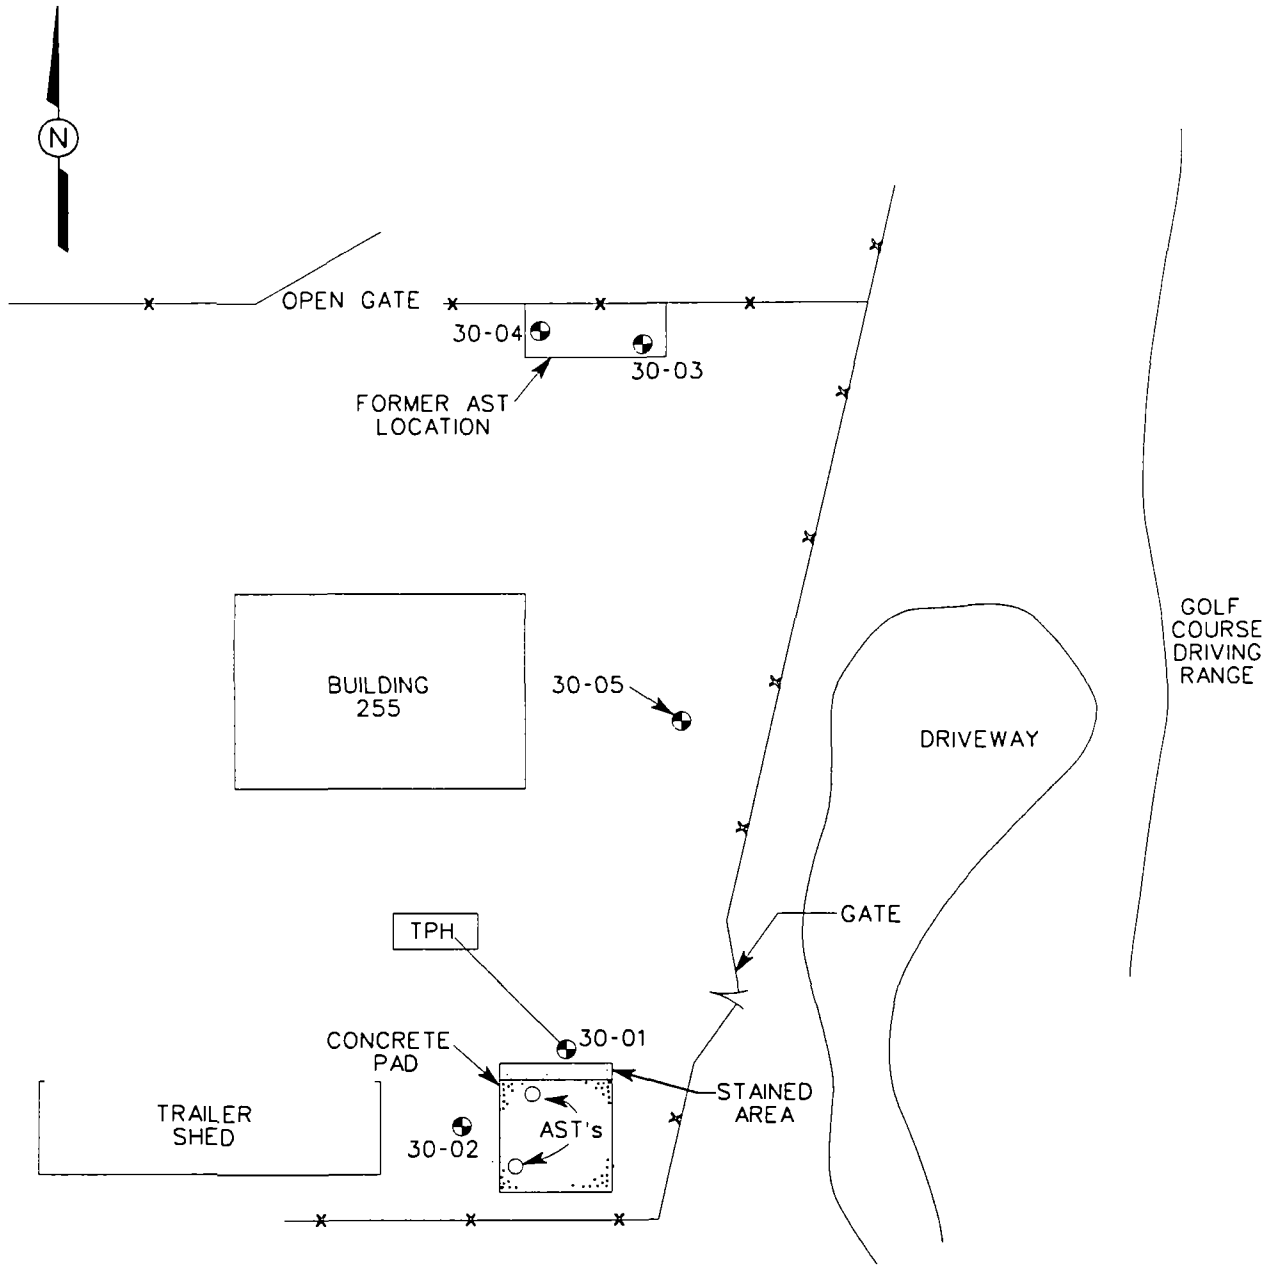 N
OPEN GATE
30-04
30-03
FORMER AST
LOCATION
GOLF
COURSE
DRIVING
RANGE
BUILDING
255
30-05
DRIVEWAY
GATE
TPH
30-01
CONCRETE
PAD
STAINED
AREA
TRAILER
SHED
AST's
30-02